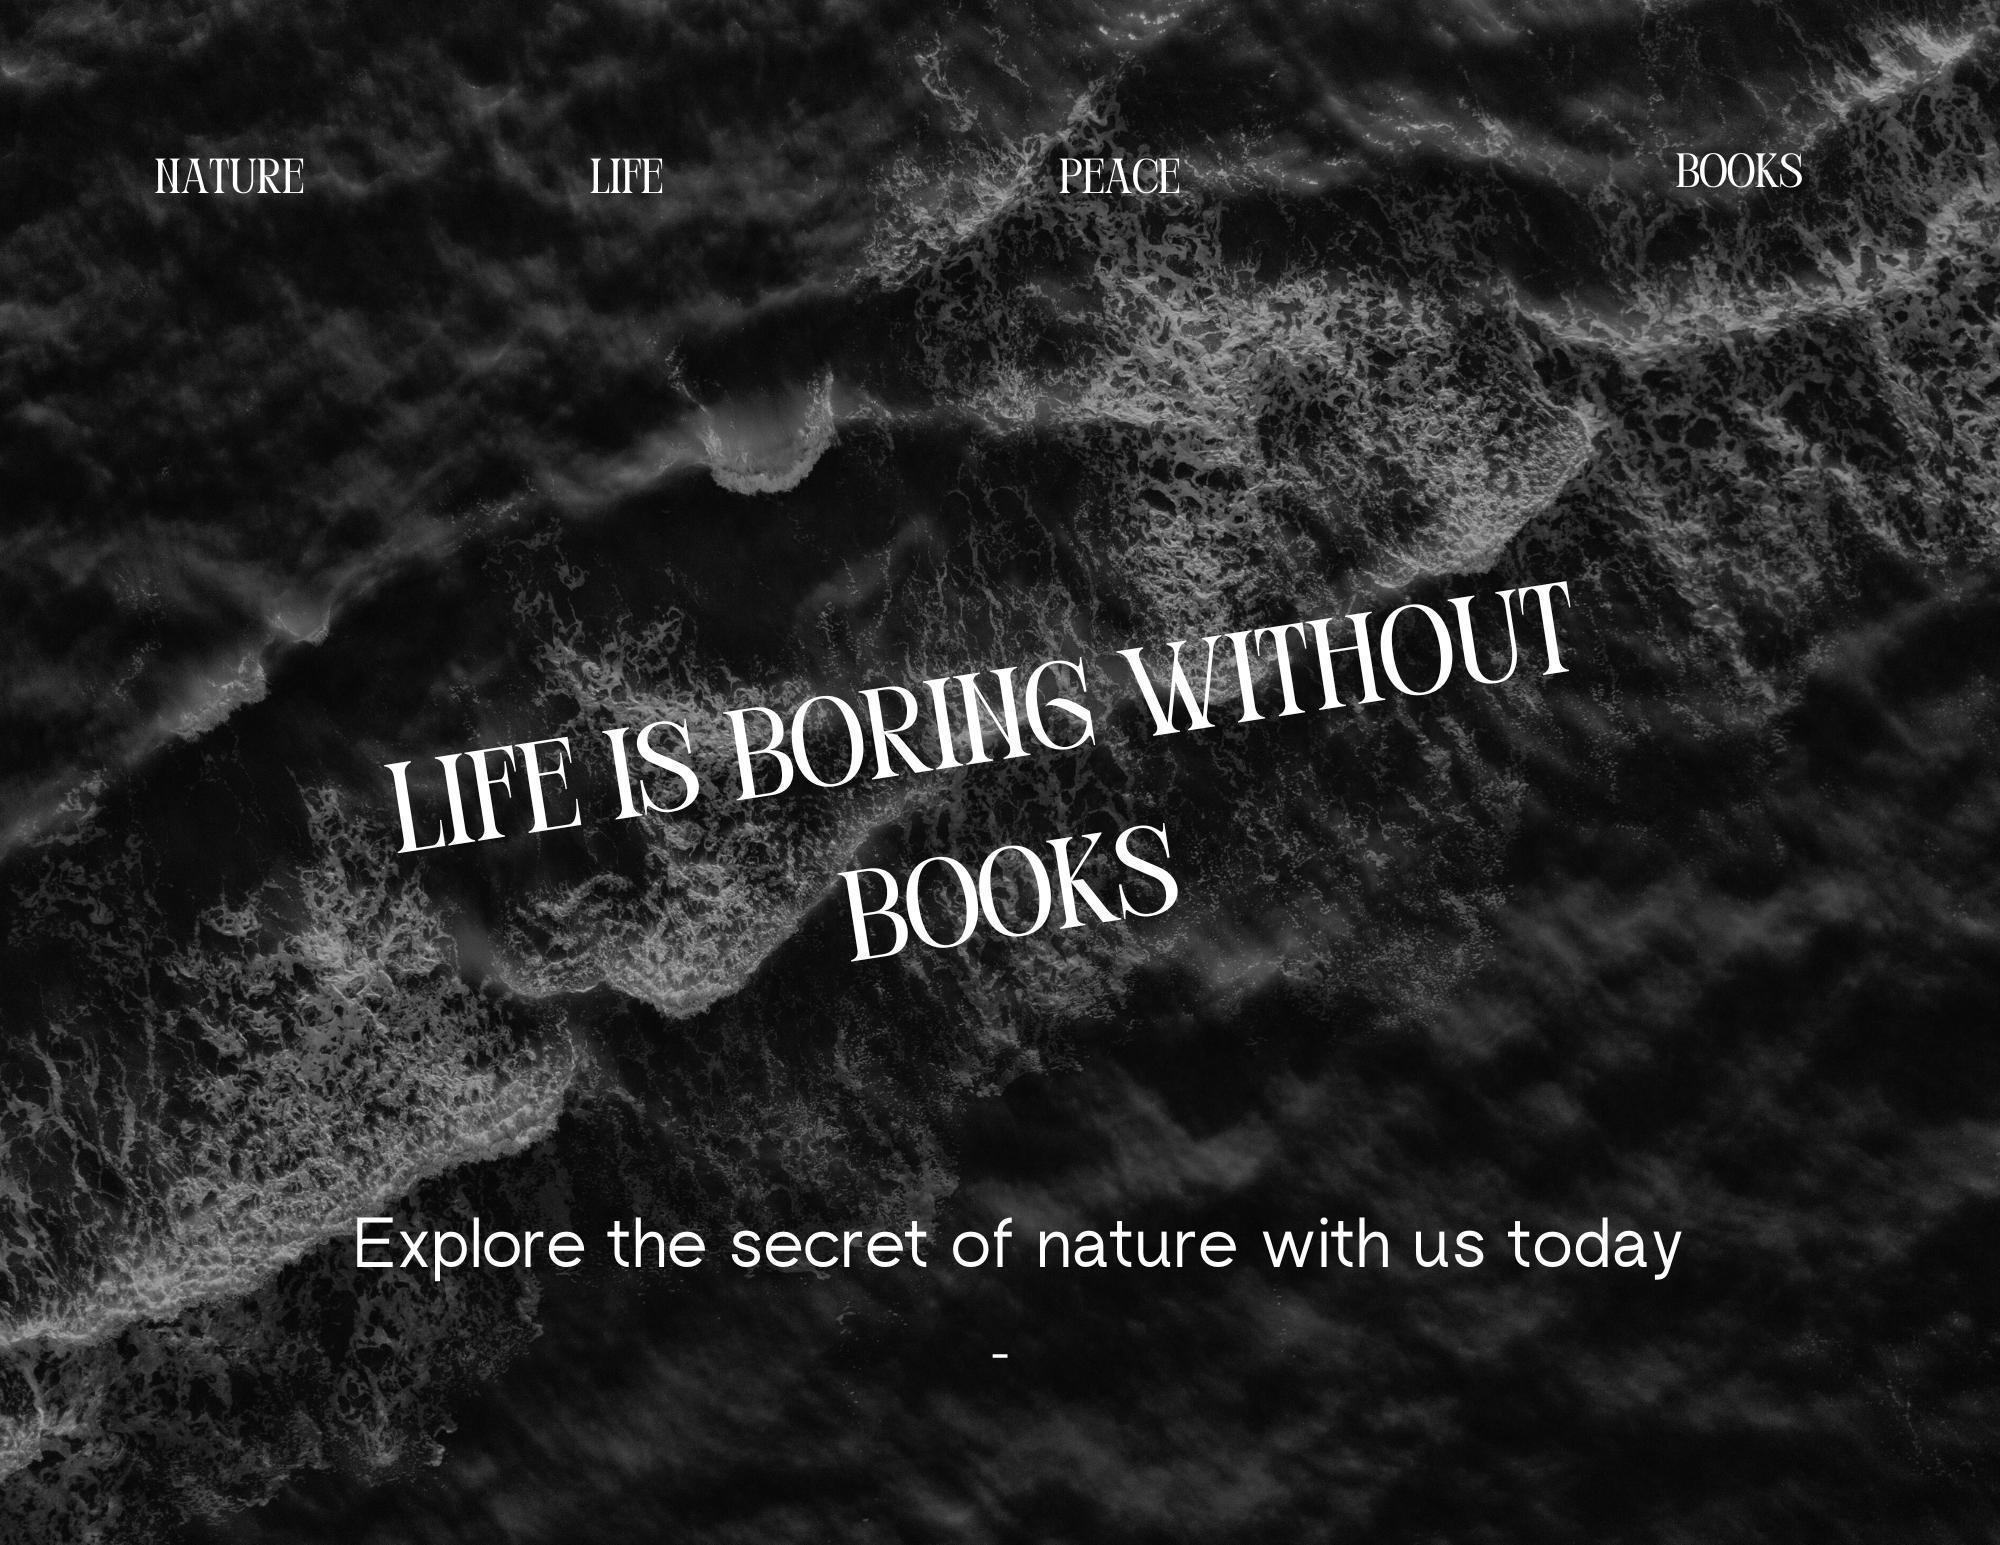 NATURE LIFE PEACE BOOKS
LIFE IS BORING WITHOUT
BOOKS
Explore the secret of nature with us today
-